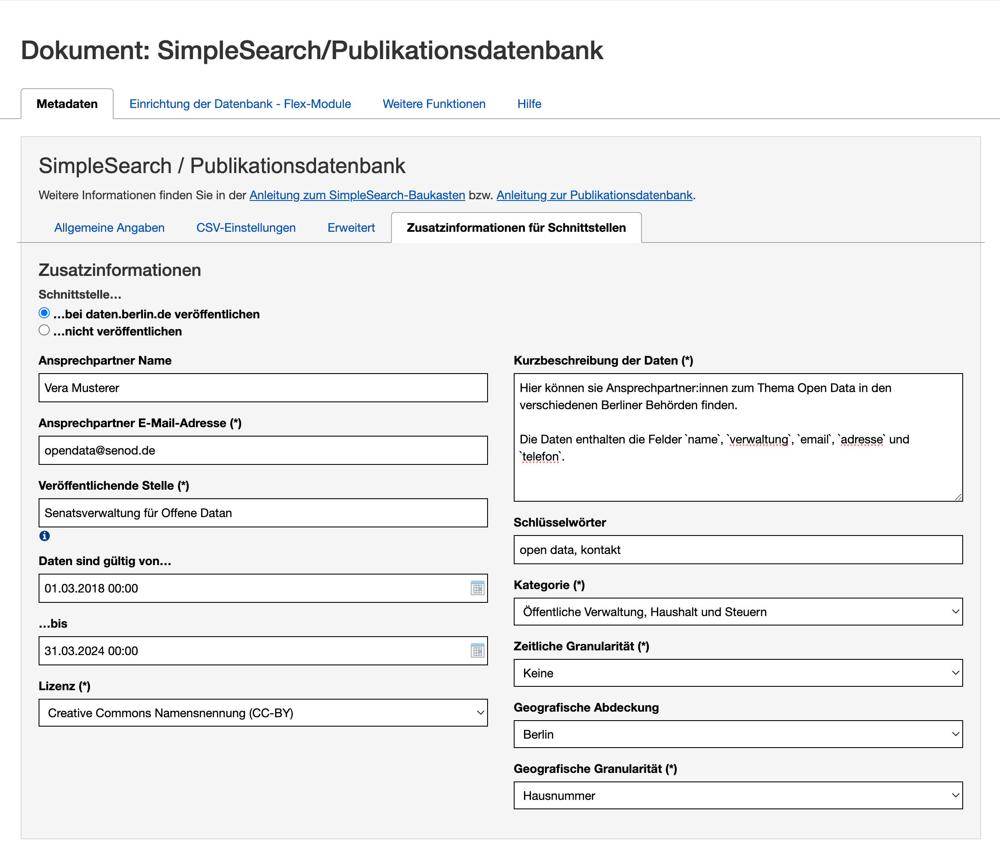 Dokument: SimpleSearch/Publikationsdatenbank
Metadaten
Einrichtung der Datenbank - Flex-Module
Weitere Funktionen
Hilfe
SimpleSearch / Publikationsdatenbank
Weitere Informationen finden Sie in der Anleitung zum SimpleSearch-Baukasten bzw. Anleitung zur Publikationsdatenbank.
Allgemeine Angaben
CSV-Einstellungen
Erweitert
Zusatzinformationen für Schnittstellen
Zusatzinformationen
Schnittstelle...
...bei daten.berlin.de veröffentlichen
...nicht veröffentlichen
Ansprechpartner Name
Vera Musterer
Ansprechpartner E-Mail-Adresse (*)
opendata@senod.de
Veröffentlichende Stelle (*)
Senatsverwaltung für Offene Datan
Daten sind gültig von...
01.03.2018 00:00
...bis
31.03.2024 00:00
Lizenz (*)
Creative Commons Namensnennung (CC-BY)
Kurzbeschreibung der Daten (*)
Hier können sie Ansprechpartner:innen zum Thema Open Data in den
verschiedenen Berliner Behörden finden.
Die Daten enthalten die Felder `name`, `verwaltung`, `email`, `adresse` und
`telefon`.
Schlüsselwörter
open data, kontakt
Kategorie (*)
Öffentliche Verwaltung, Haushalt und Steuern
Zeitliche Granularität (*)
Keine
Geografische Abdeckung
Berlin
Geografische Granularität (*)
Hausnummer